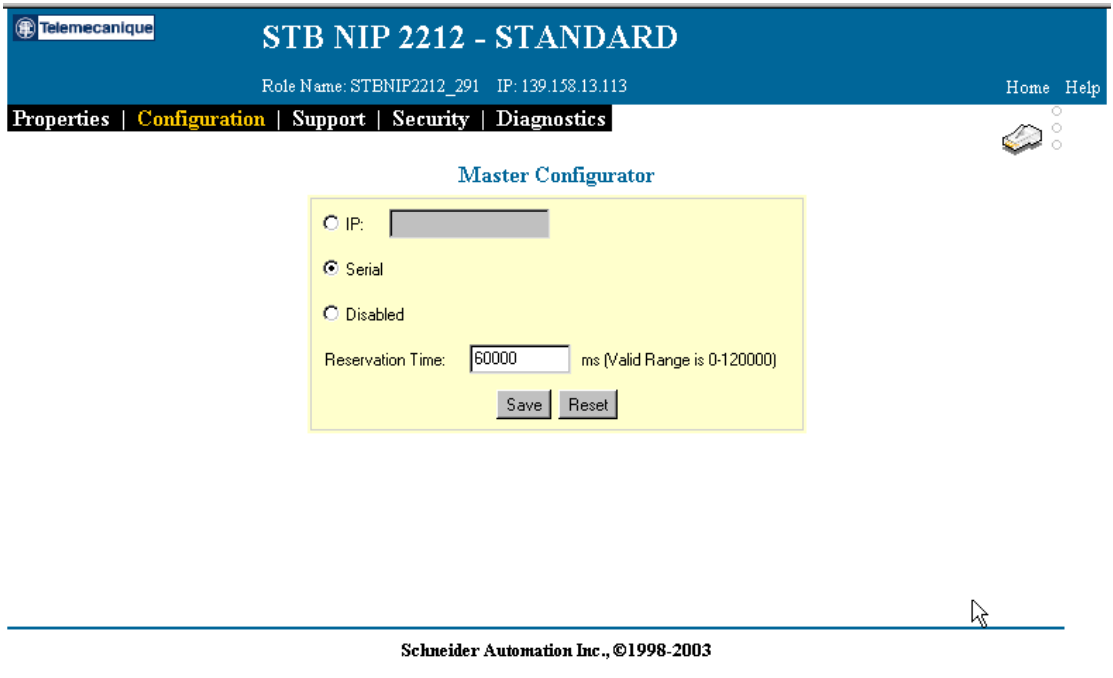 Telemecanique
STB NIP 2212 - STANDARD
Role Name: STBNIP2212_291 IP: 139.158.13.113
Home Help
Properties | Configuration | Support | Security | Diagnostics
Master Configurator
IP:
Serial
Disabled
Reservation Time: 60000 ms (Valid Range is 0-120000)
Save Reset
Schneider Automation Inc., ©1998-2003